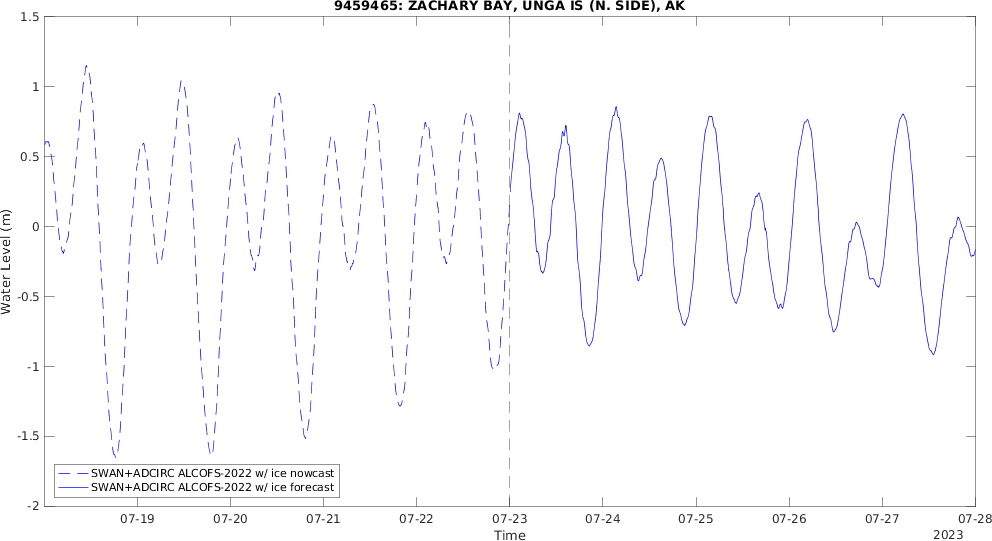 9459465: ZACHARY BAY, UNGA IS (N. SIDE), AK
1.5
1
0.5
0
-0.5
-1
-1.5
-2
Water Level (m)
SWAN+ADCIRC ALCOFS-2022 w/ ice nowcast
SWAN+ADCIRC ALCOFS-2022 w/ ice forecast
07-19 07-20 07-21 07-22 07-23 07-24 07-25 07-26 07-27 07-28
Time
2023